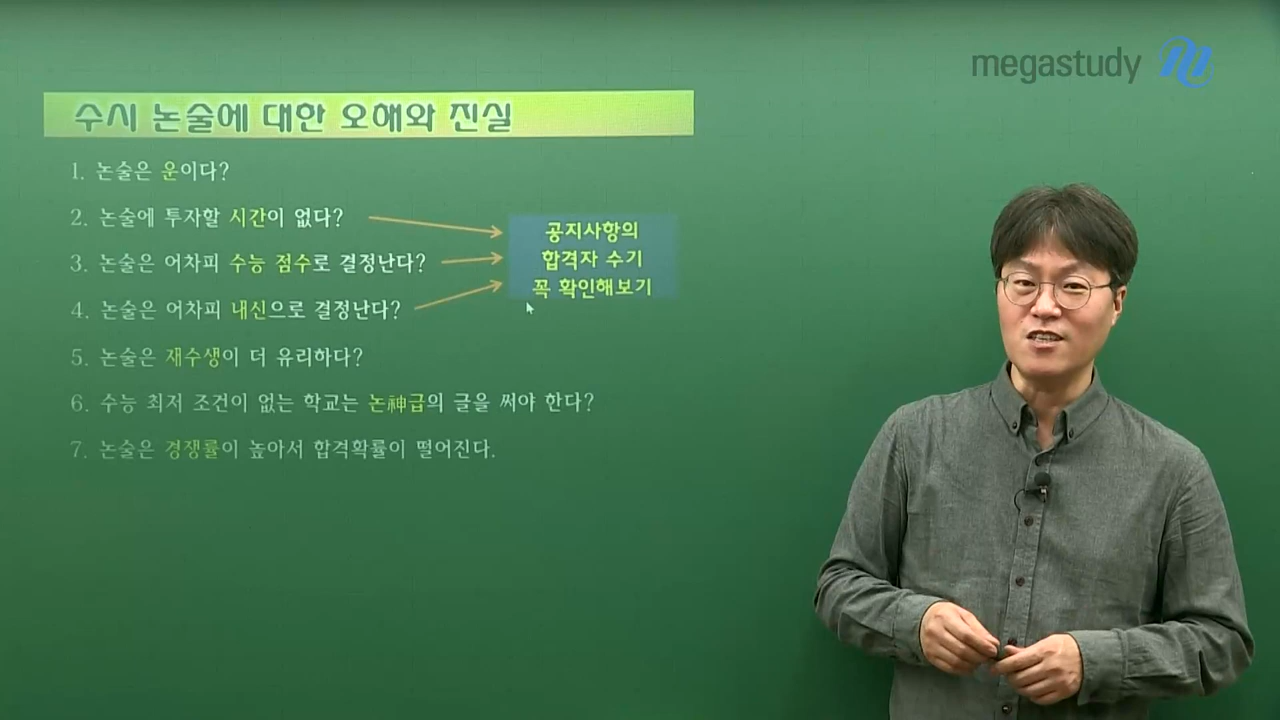 megastudy
수시 논술에 대한 오해와 진실
1. 논술은 운이다?
2. 논술에 투자할 시간이 없다?
3. 논술은 어차피 수능 점수로 결정난다?
4. 논술은 어차피 내신으로 결정난다?
공지사항의
합격자 수기
꼭 확인해보기
5. 논술은 재수생이 더 유리하다?
6. 수능 최저 조건이 없는 학교는 논神급의 글을 써야 한다?
7. 논술은 경쟁률이 높아서 합격확률이 떨어진다.